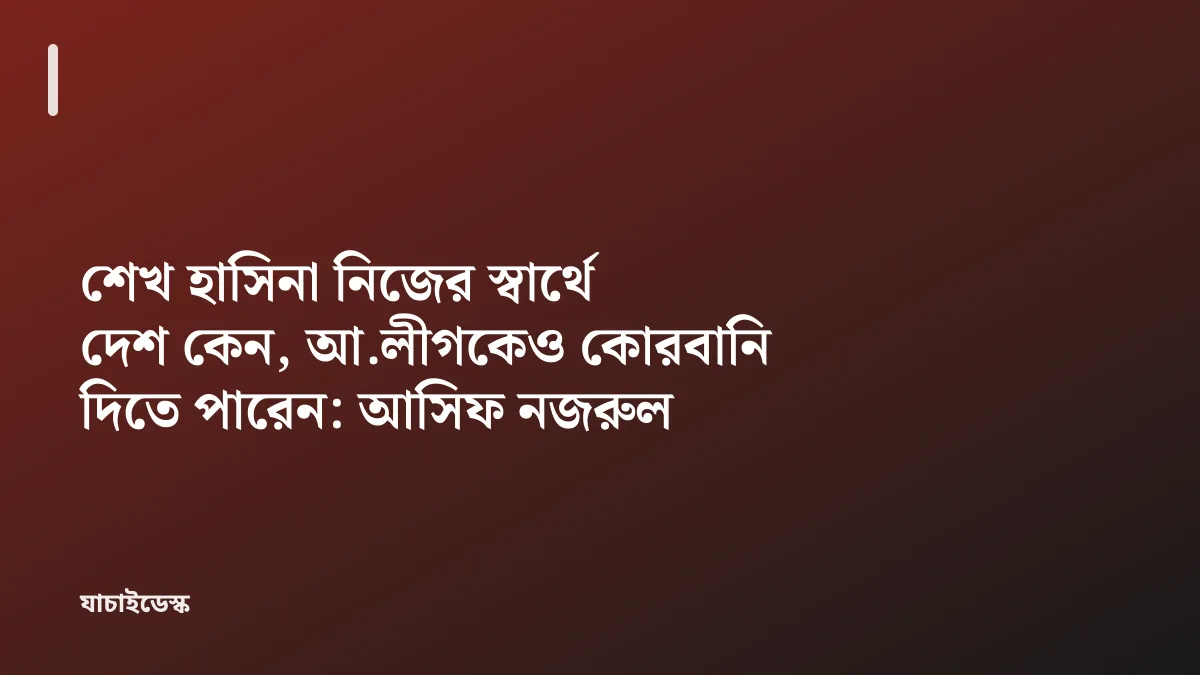 শেখ হাসিনা নিজের স্বার্থে
দেশ কেন, আ.লীগকেও কোরবানি
দিতে পারেন: আসিফ নজরুল
যাচাইডেস্ক